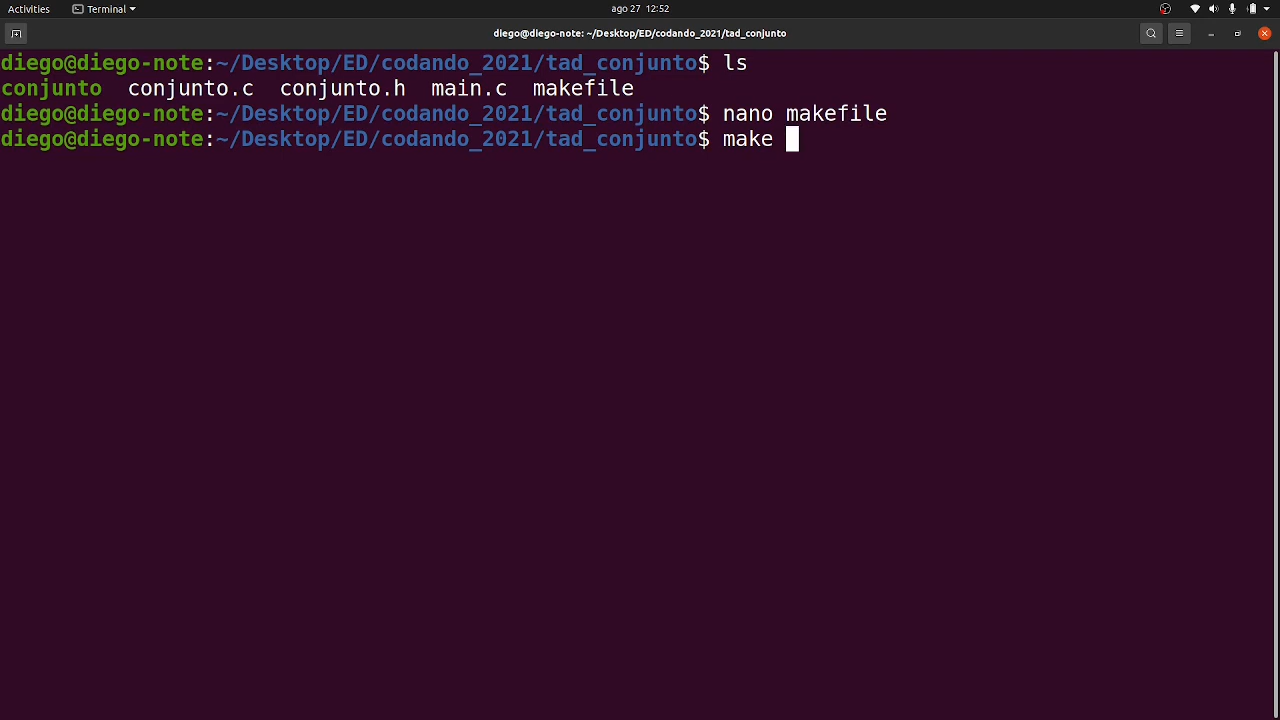 Activities Terminal ago 27 12:52
diego@diego-note: ~/Desktop/ED/codando_2021/tad_conjunto
diego@diego-note:~/Desktop/ED/codando_2021/tad_conjunto$ ls
conjunto conjunto.c conjunto.h main.c makefile
diego@diego-note:~/Desktop/ED/codando_2021/tad_conjunto$ nano makefile
diego@diego-note:~/Desktop/ED/codando_2021/tad_conjunto$ make